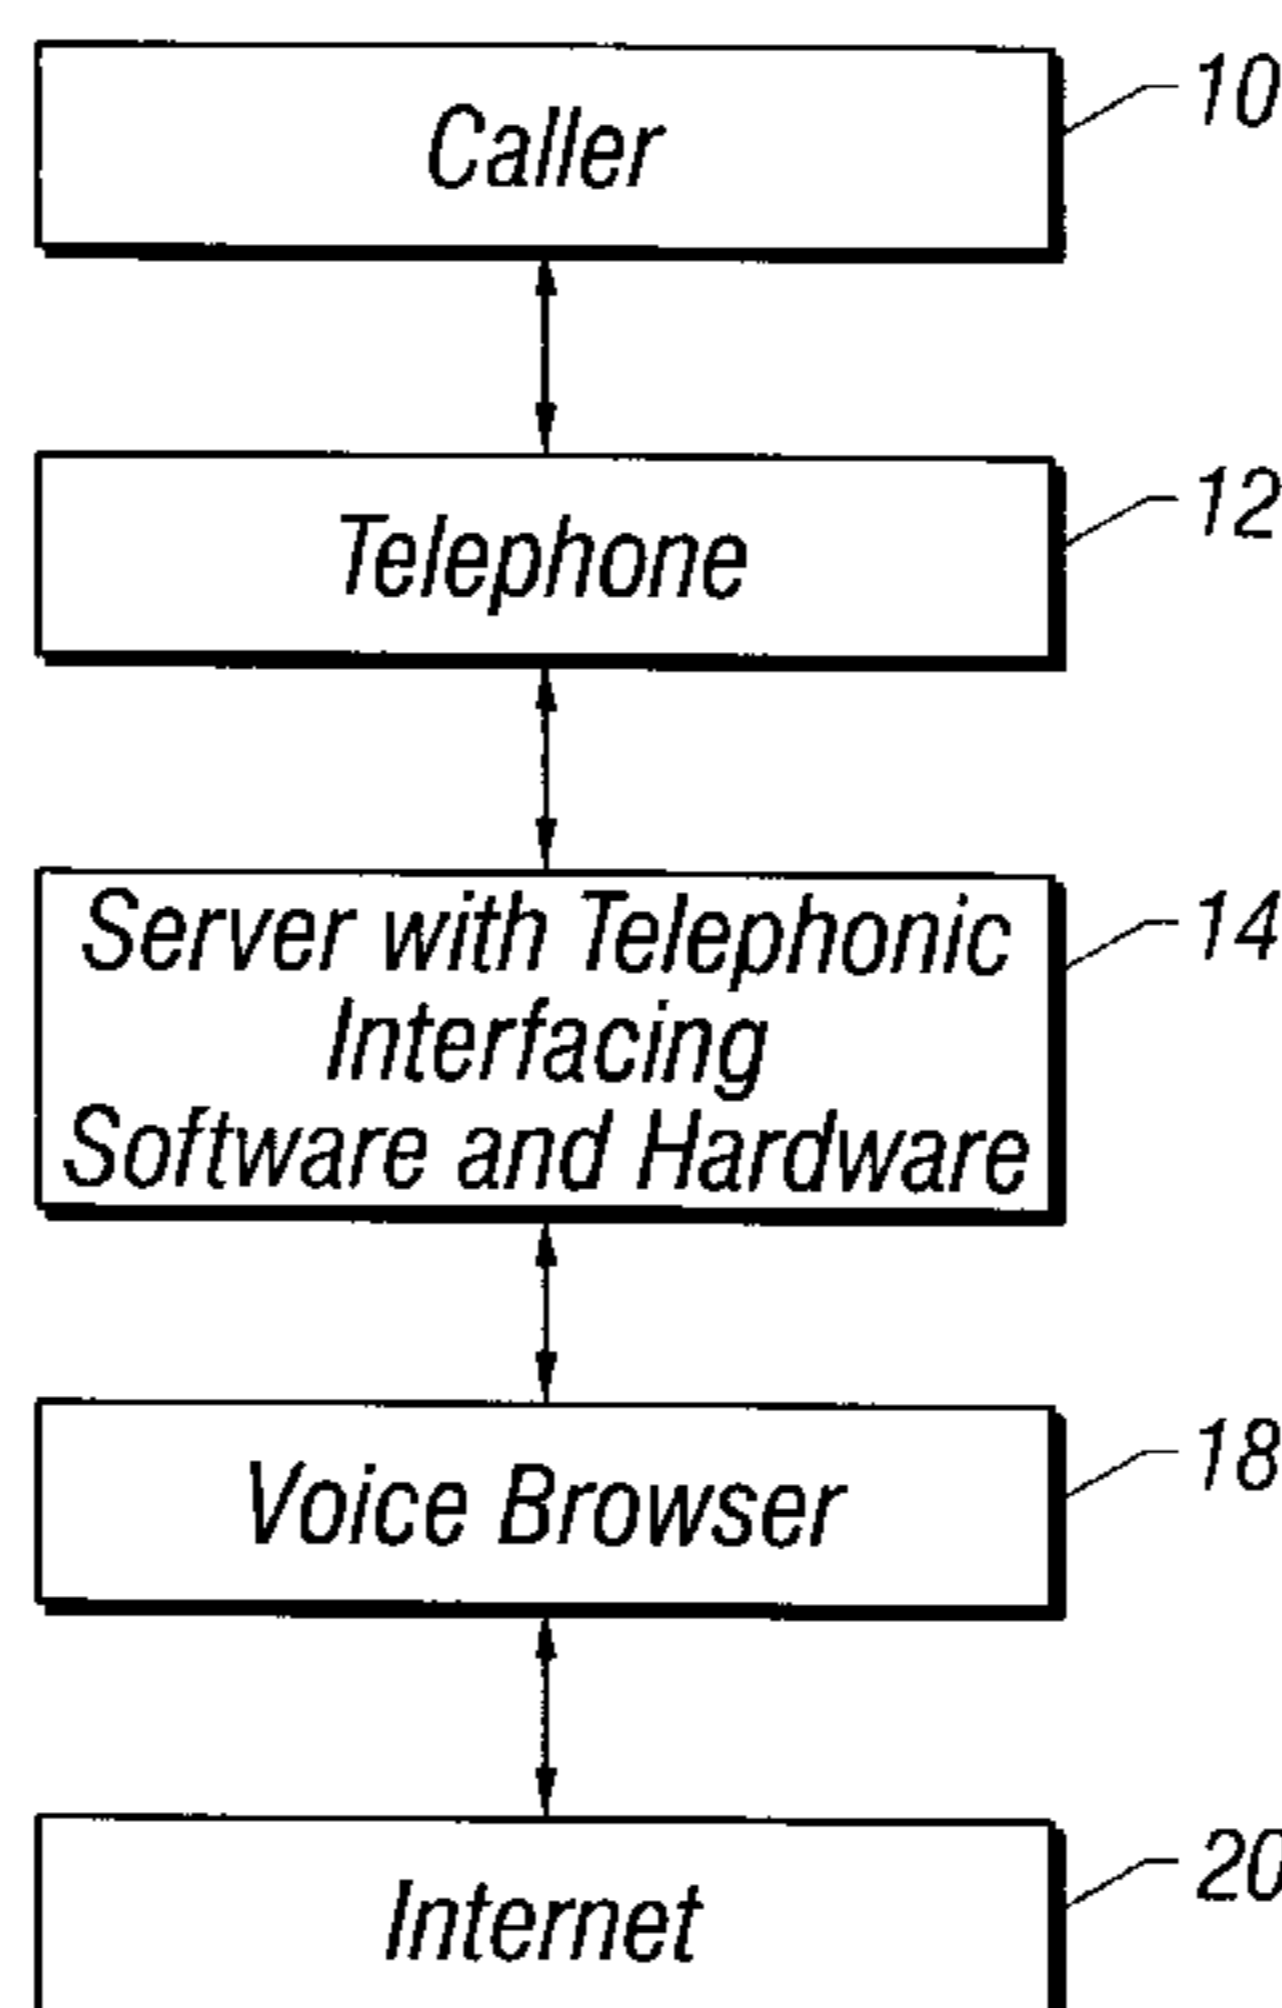 Caller
10
Telephone
12
Server with Telephonic
Interfacing
Software and Hardware
14
Voice Browser
18
Internet
20